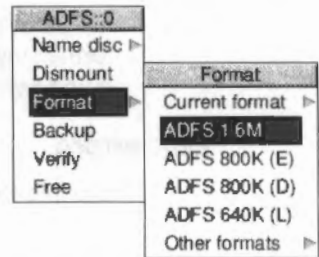 ADFS::0
Name disc
Dismount
Format
Backup
Verify
Free
Format
Current format
ADFS 1.6M
ADFS 800K (E)
ADFS 800K (D)
ADFS 640K (L)
Other formats